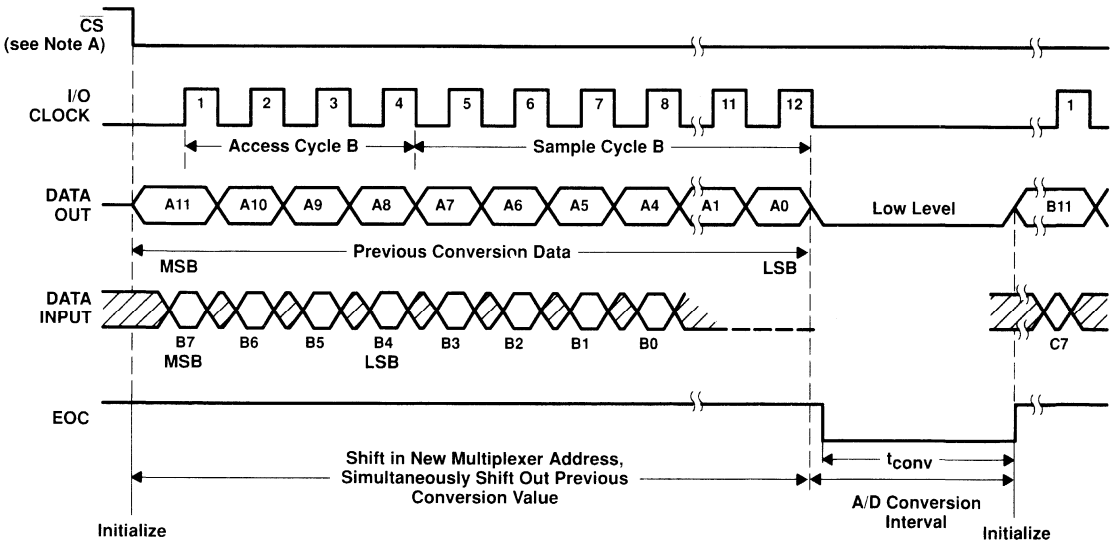 CS
(see Note A)
I/O
CLOCK
1 2 3 4 5 6 7 8 11 12 1
Access Cycle B
Sample Cycle B
DATA
OUT
A11 A10 A9 A8 A7 A6 A5 A4 A1 A0
Low Level
B11
Previous Conversion Data
MSB
LSB
DATA
INPUT
B7 B6 B5 B4 B3 B2 B1 B0 C7
MSB
LSB
EOC
Shift in New Multiplexer Address,
Simultaneously Shift Out Previous
Conversion Value
tconv
A/D Conversion
Interval
Initialize
Initialize